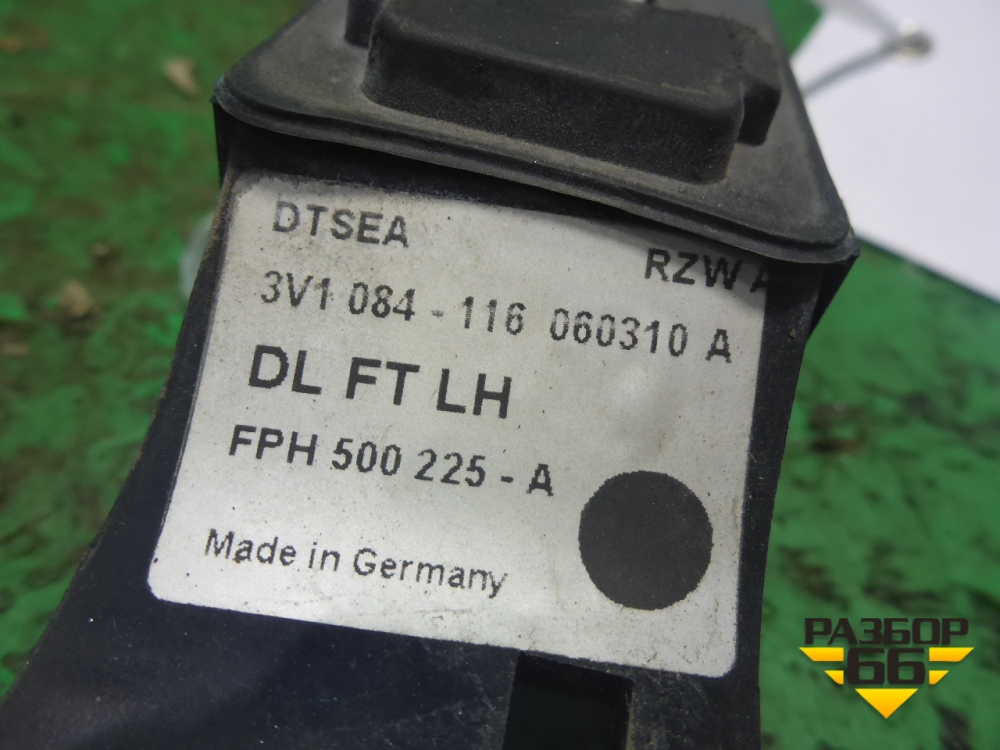 DTSEA
RZW A
3V1 084 - 116 060310 A
DL FT LH
FPH 500 225 - A
Made in Germany
РАЗБОР
66